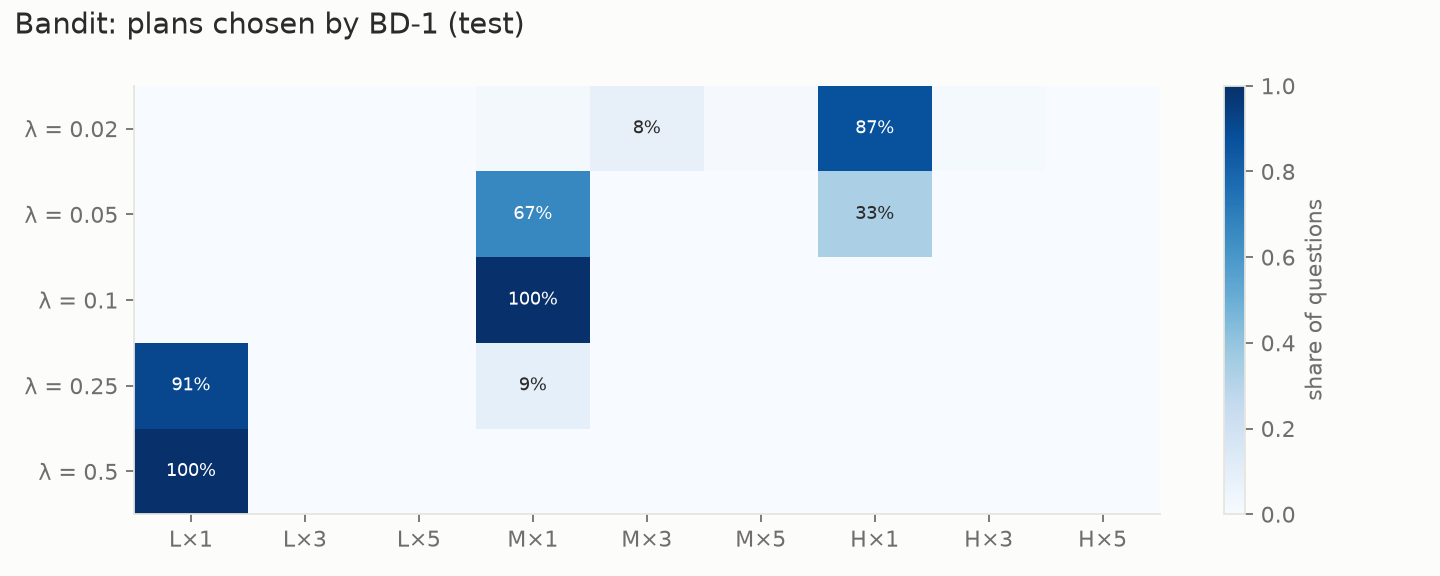 Bandit: plans chosen by BD-1 (test)
λ = 0.02
8%
87%
λ = 0.05
67%
33%
λ = 0.1
100%
λ = 0.25
91%
9%
λ = 0.5
100%
L×1 L×3 L×5 M×1 M×3 M×5 H×1 H×3 H×5
1.0
0.8
0.6
0.4
0.2
0.0
share of questions